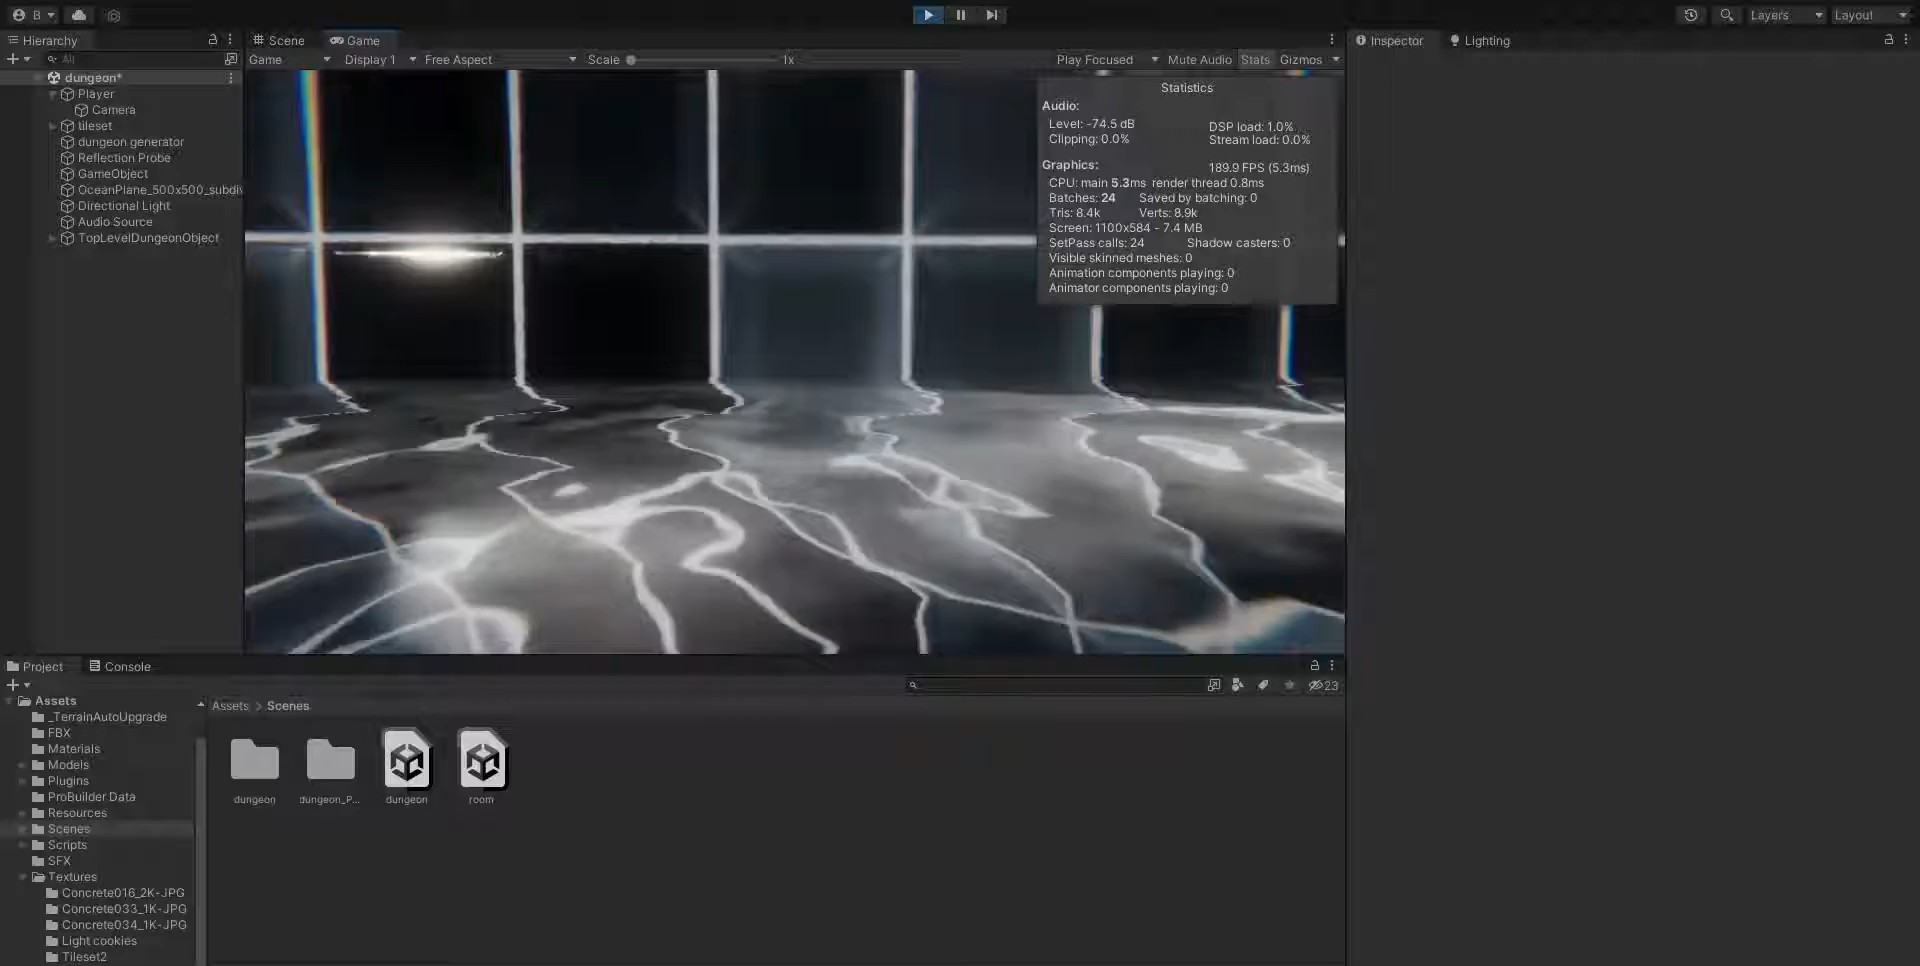 B
Layers
Layout
Hierarchy
All
dungeon*
Player
Camera
tileset
dungeon generator
Reflection Probe
GameObject
OceanPlane_500x500_subdiv
Directional Light
Audio Source
TopLevelDungeonObject
Scene
Game
Game
Display 1
Free Aspect
Scale
1x
Play Focused
Mute Audio
Stats
Gizmos
Statistics
Audio:
Level: -74.5 dB DSP load: 1.0%
Clipping: 0.0% Stream load: 0.0%
Graphics: 189.9 FPS (5.3ms)
CPU: main 5.3ms render thread 0.8ms
Batches: 24 Saved by batching: 0
Tris: 8.4k Verts: 8.9k
Screen: 1100x584 - 7.4 MB
SetPass calls: 24 Shadow casters: 0
Visible skinned meshes: 0
Animation components playing: 0
Animator components playing: 0
Inspector
Lighting
Project
Console
23
Assets
_TerrainAutoUpgrade
FBX
Materials
Models
Plugins
ProBuilder Data
Resources
Scenes
Scripts
SFX
Textures
Concrete016_2K-JPG
Concrete033_1K-JPG
Concrete034_1K-JPG
Light cookies
Tileset2
Assets > Scenes
dungeon
dungeon_P...
dungeon
room